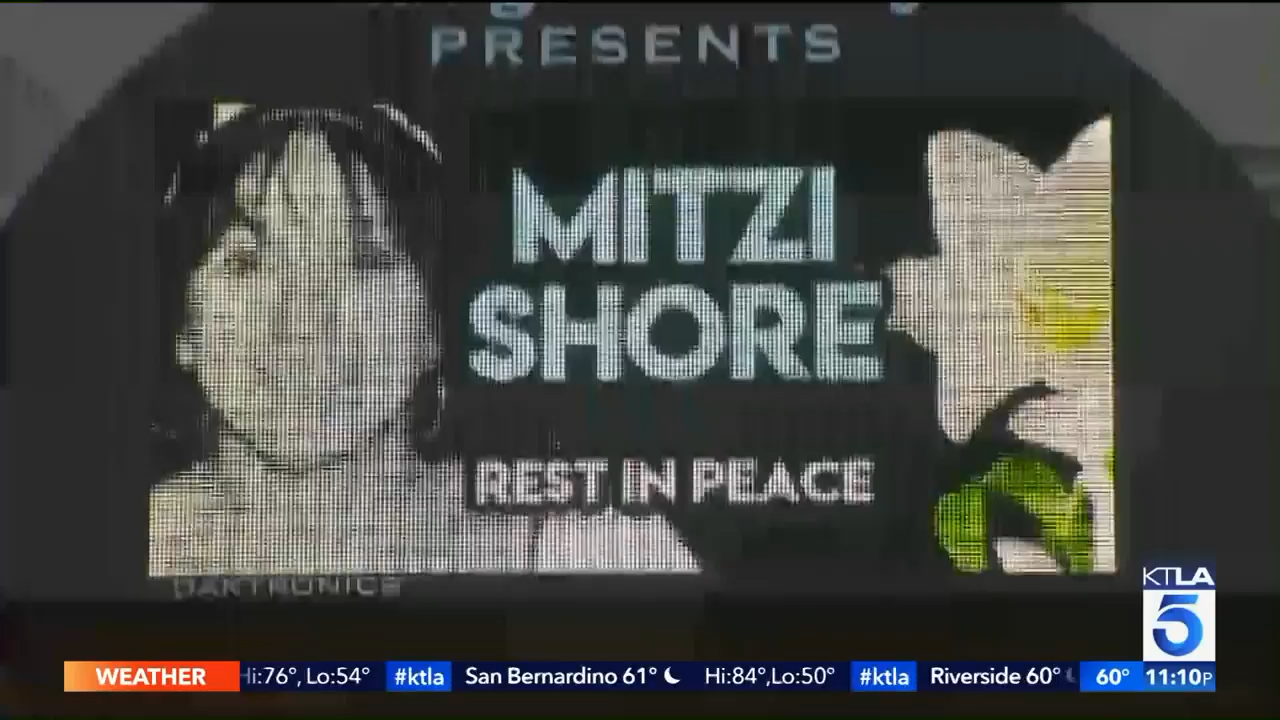 PRESENTS
MITZI
SHORE
REST IN PEACE
DAKTRONICS
KTLA
5
WEATHER Hi:76°, Lo:54° #ktla San Bernardino 61° Hi:84°,Lo:50° #ktla Riverside 60° 60° 11:10P